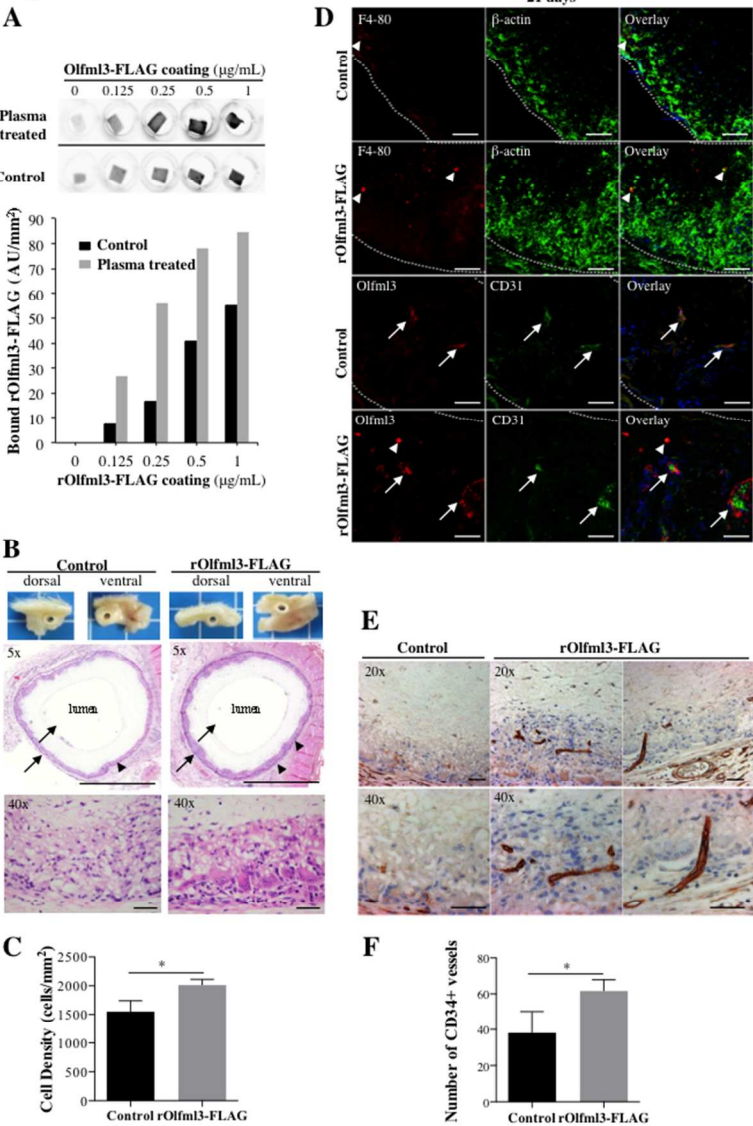 21 days
A
Olfml3-FLAG coating (µg/mL)
0 0.125 0.25 0.5 1
Plasma
treated
Control
Bound rOlfml3-FLAG ( AU/mm²)
90
80
70
60
50
40
30
20
10
0
Control
Plasma treated
0 0.125 0.25 0.5 1
rOlfml3-FLAG coating (µg/mL)
B
Control rOlfml3-FLAG
dorsal ventral dorsal ventral
5x 5x
lumen lumen
40x 40x
C
Cell Density (cells/mm²)
2500
2000
1500
1000
500
0
*
Control rOlfml3-FLAG
D
Control
F4-80 β-actin Overlay
rOlfml3-FLAG
F4-80 β-actin Overlay
Control
Olfml3 CD31 Overlay
rOlfml3-FLAG
Olfml3 CD31 Overlay
E
Control rOlfml3-FLAG
20x 20x
40x 40x
F
Number of CD34+ vessels
80
60
40
20
0
*
Control rOlfml3-FLAG